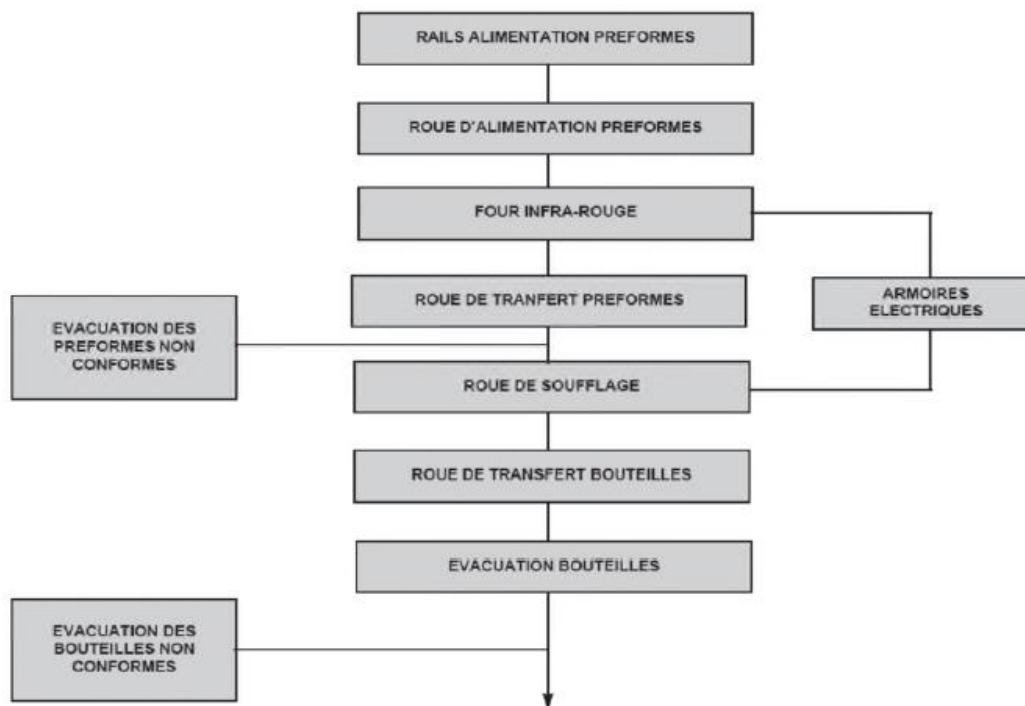 RAILS ALIMENTATION PREFORMES
ROUE D'ALIMENTATION PREFORMES
FOUR INFRA-ROUGE
ROUE DE TRANFERT PREFORMES
ARMOIRES
ELECTRIQUES
EVACUATION DES
PREFORMES NON
CONFORMES
ROUE DE SOUFFLAGE
ROUE DE TRANSFERT BOUTEILLES
EVACUATION BOUTEILLES
EVACUATION DES
BOUTEILLES NON
CONFORMES